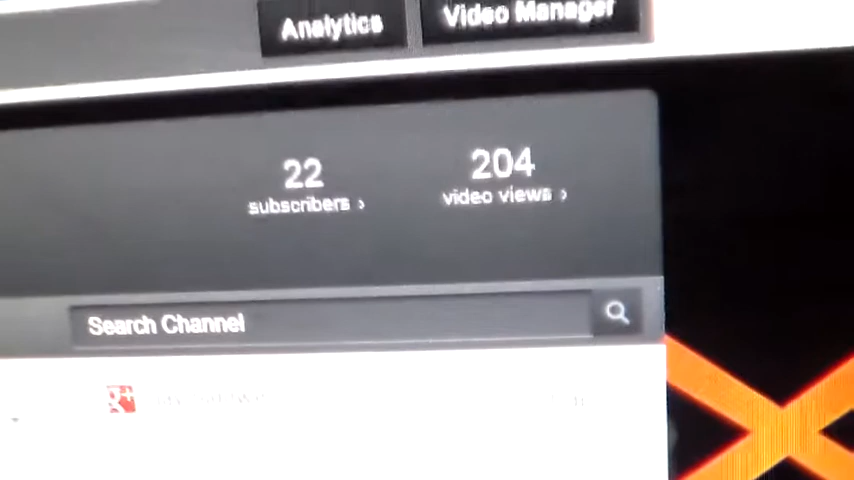 Analytics
Video Manager
22
204
subscribers ›
video views ›
Search Channel
g+